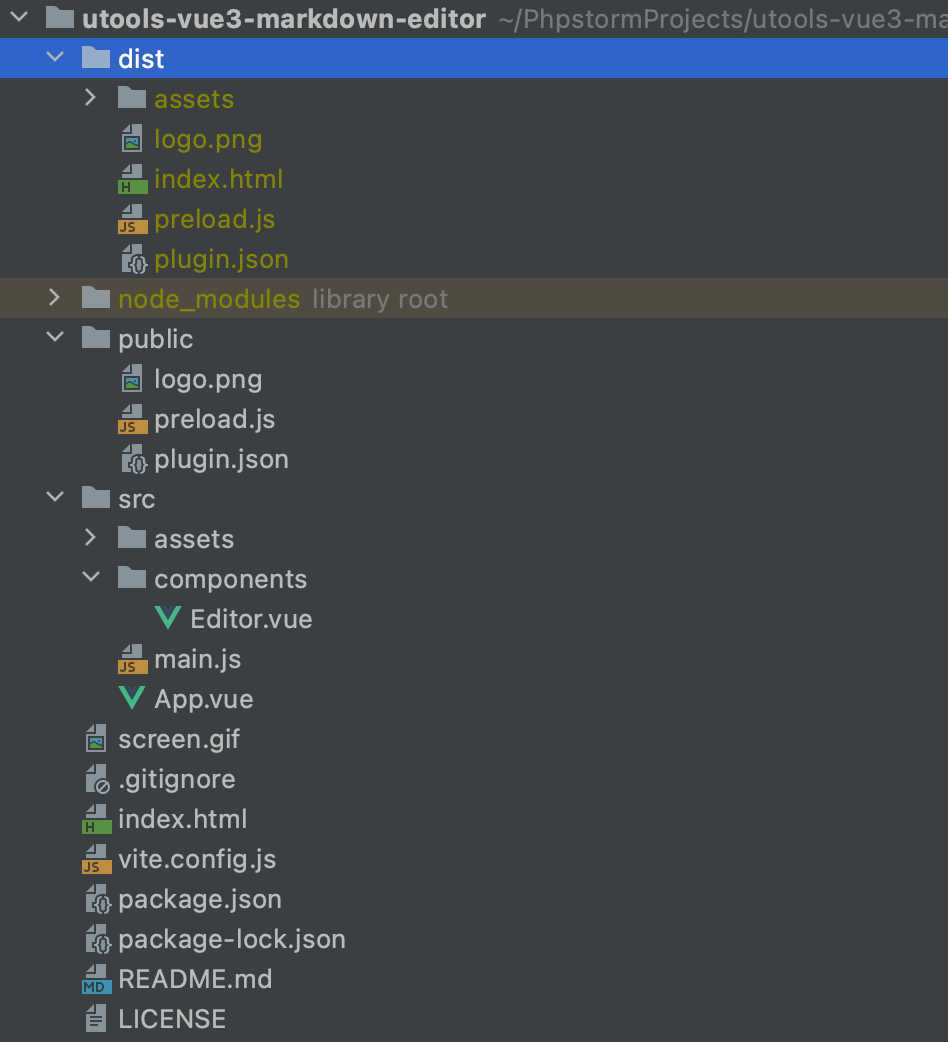 utools-vue3-markdown-editor ~/PhpstormProjects/utools-vue3-ma
dist
assets
logo.png
index.html
preload.js
plugin.json
node_modules library root
public
logo.png
preload.js
plugin.json
src
assets
components
Editor.vue
main.js
App.vue
screen.gif
.gitignore
index.html
vite.config.js
package.json
package-lock.json
README.md
LICENSE